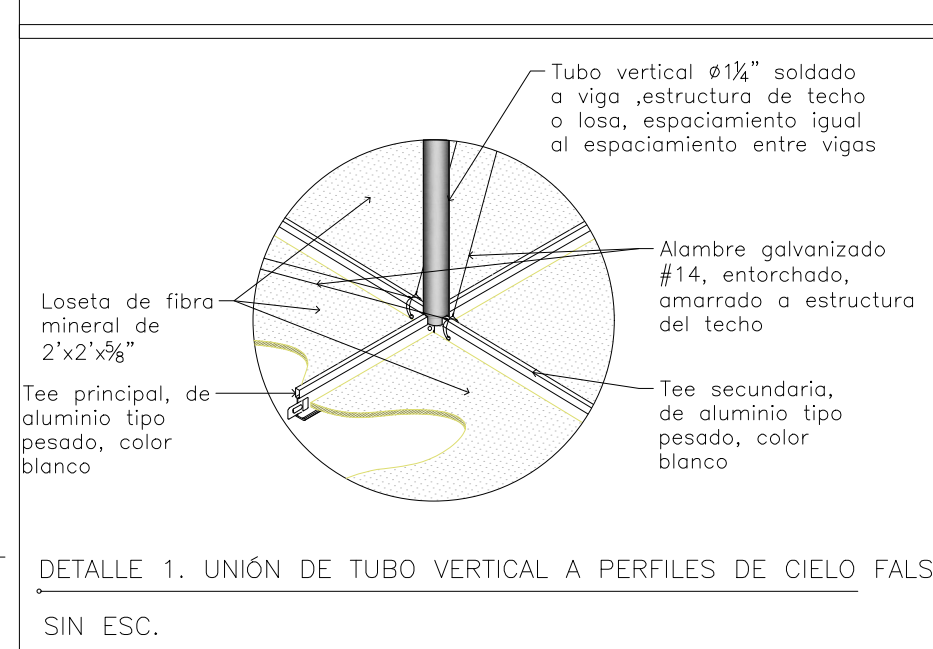 Tubo vertical ø1¼" soldado
a viga ,estructura de techo
o losa, espaciamiento igual
al espaciamiento entre vigas
Alambre galvanizado
#14, entorchado,
amarrado a estructura
del techo
Loseta de fibra
mineral de
2'x2'x⅝"
Tee principal, de
aluminio tipo
pesado, color
blanco
Tee secundaria,
de aluminio tipo
pesado, color
blanco
DETALLE 1. UNIÓN DE TUBO VERTICAL A PERFILES DE CIELO FALS
SIN ESC.